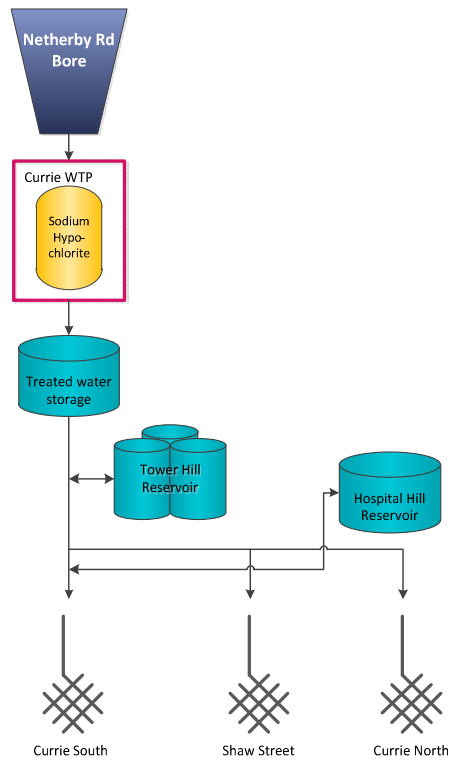 Netherby Rd
Bore
Currie WTP
Sodium
Hypo-
chlorite
Treated water
storage
Tower Hill
Reservoir
Hospital Hill
Reservoir
Currie South
Shaw Street
Currie North